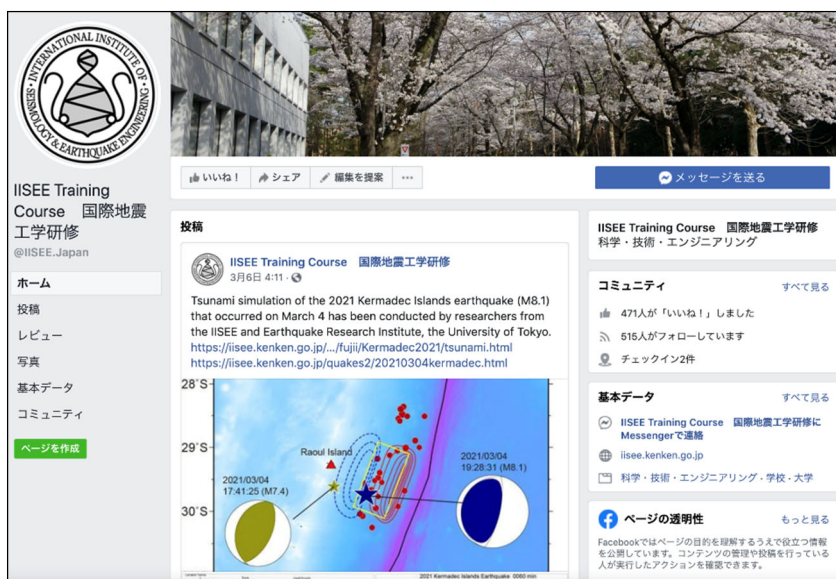 INTERNATIONAL INSTITUTE OF
SEISMOLOGY & EARTHQUAKE ENGINEERING
IISEE Training
Course 国際地震
工学研修
@IISEE.Japan
ホーム
投稿
レビュー
写真
基本データ
コミュニティ
ページを作成
いいね!
シェア
編集を提案
メッセージを送る
投稿
IISEE Training Course 国際地震工学研修
3月6日 4:11
Tsunami simulation of the 2021 Kermadec Islands earthquake (M8.1)
that occurred on March 4 has been conducted by researchers from
the IISEE and Earthquake Research Institute, the University of Tokyo.
https://iisee.kenken.go.jp/.../fujii/Kermadec2021/tsunami.html
https://iisee.kenken.go.jp/quakes2/20210304kermadec.html
28°S
29°S
30°S
Raoul Island
2021/03/04
17:41:25 (M7.4)
2021/03/04
19:28:31 (M8.1)
2021 Kermadec Islands Earthquake 0060 min
IISEE Training Course 国際地震工学研修
科学・技術・エンジニアリング
コミュニティ すべて見る
471人が「いいね!」しました
515人がフォローしています
チェックイン2件
基本データ すべて見る
IISEE Training Course 国際地震工学研修に
Messengerで連絡
iisee.kenken.go.jp
科学・技術・エンジニアリング・学校・大学
ページの透明性 もっと見る
Facebookではページの目的を理解するうえで役立つ情報
を公開しています。コンテンツの管理や投稿を行っている
人が実行したアクションを確認できます。